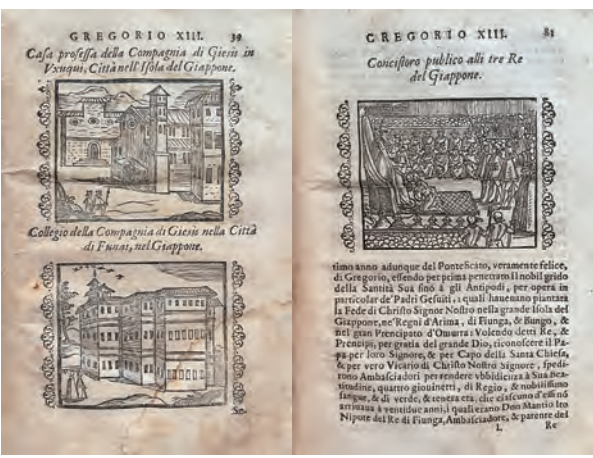 GREGORIO XIII. 39
Casa professa della Compagnia di Giesù in
Vxuqui, Città nell'Isola del Giappone.
Collegio della Compagnia di Giesù nella Città
di Funai, nel Giappone.
GREGORIO XIII. 81
Concistoro publico alli tre Re
del Giappone.
timo anno adunque del Ponteficato, veramente felice,
di Gregorio, essendo per prima penetrato il nobil grido
della Santità Sua sino à gli Antipodi, per opera in
particolar de' Padri Gesuiti, i quali haueuano piantata
la Fede di Christo Signor Nostro nella grande Isola del
Giappone, ne' Regni d'Arima, di Fiunga, & Bungo, &
nel gran Prencipato d'Omura: Volendo detti Re, &
Prencipi, per gratia del grande Dio, riconoscere il Pa-
pa per loro Signore, & per Capo della Santa Chiesa,
& per vero Vicario di Christo Nostro Signore, spedi-
rono Ambasciadori per rendere vbbidienza à Sua Bea-
titudine, quattro giouinetti, di Regio, & nobilissimo
sangue, & di verde, & tenera età, che ciascuno d'essi nó
arriuaua à ventidue anni, i quali erano Don Mantio Ito
Nipote del Re di Fiunga, Ambasciadore, & parente del
L Re